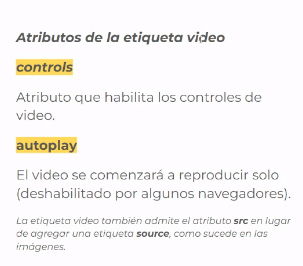 Atributos de la etiqueta video
controls
Atributo que habilita los controles de
video.
autoplay
El video se comenzará a reproducir solo
(deshabilitado por algunos navegadores).
La etiqueta video también admite el atributo src en lugar
de agregar una etiqueta source, como sucede en las
imágenes.